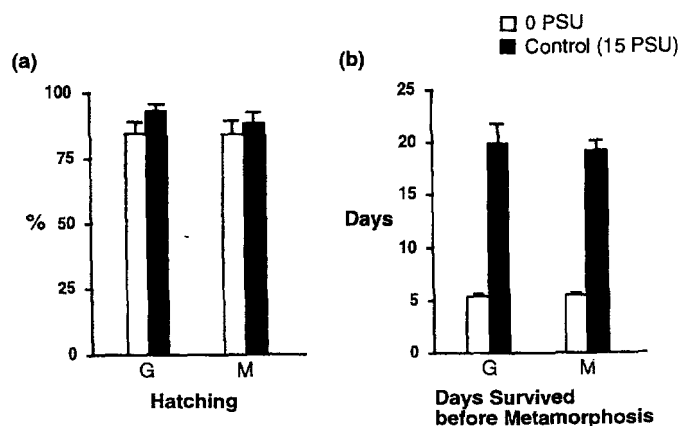 0 PSU
Control (15 PSU)
(a)
(b)
100
75
%
50
25
0
G M
Hatching
25
20
15
Days
10
5
0
G M
Days Survived
before Metamorphosis